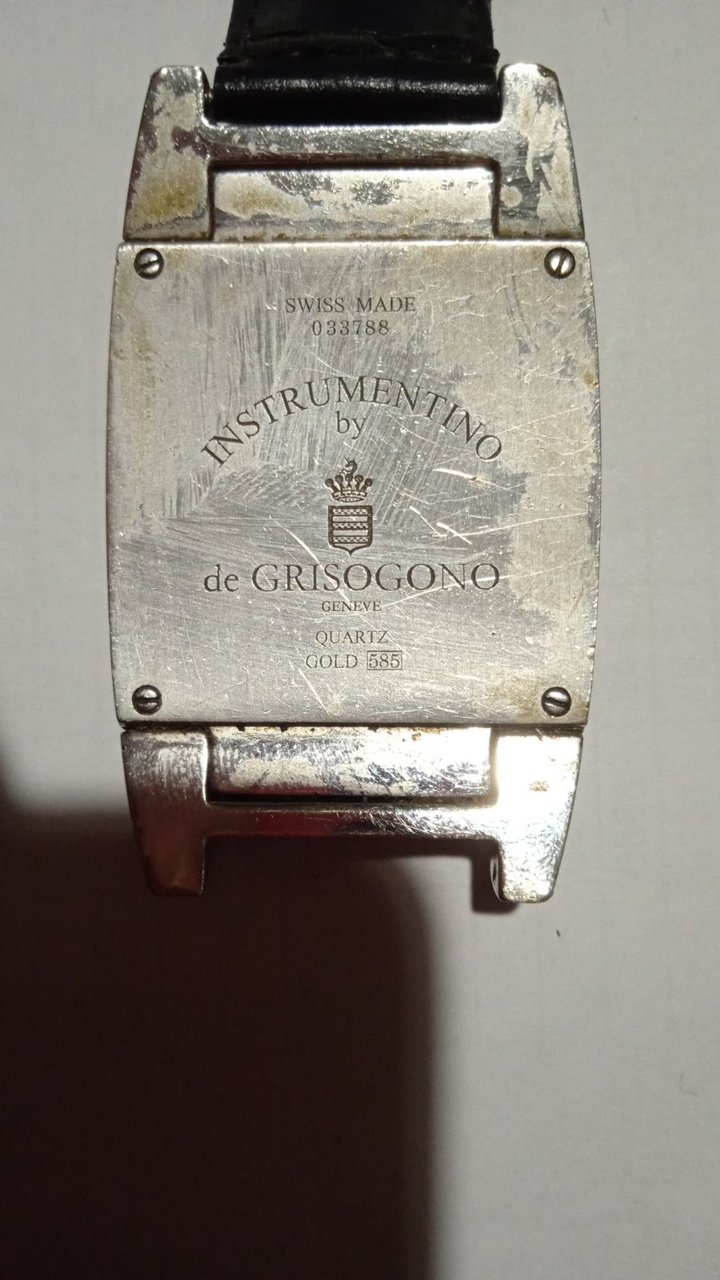 SWISS MADE
033788
INSTRUMENTINO
by
de GRISOGONO
GENEVE
QUARTZ
GOLD 585